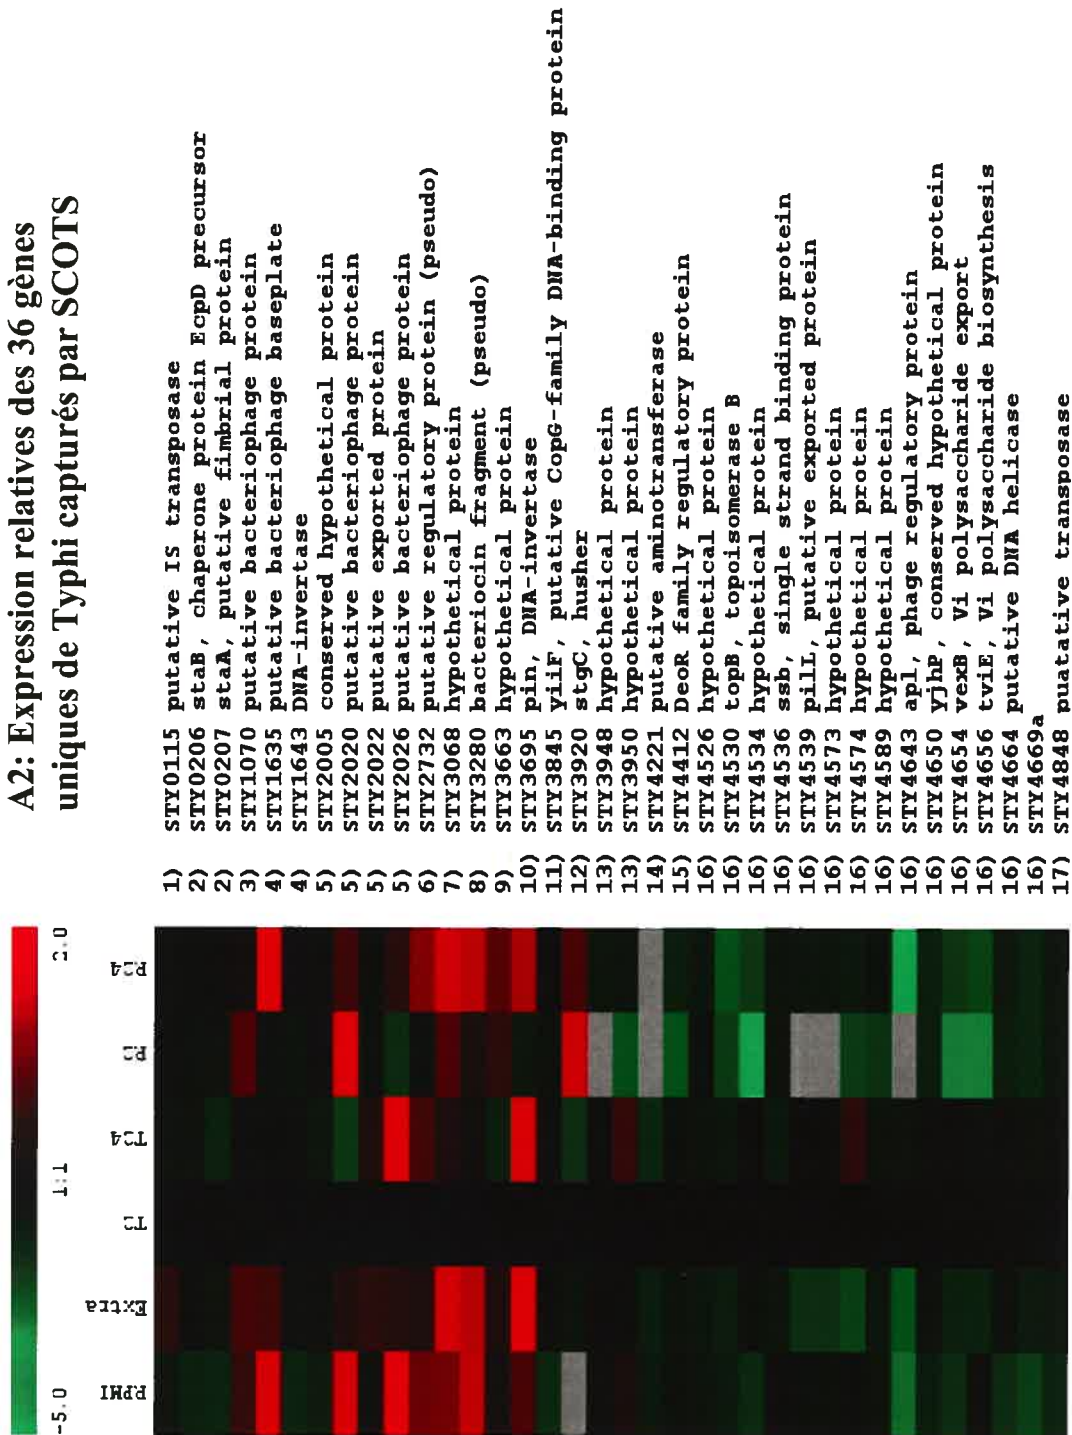 A2: Expression relatives des 36 gènes
uniques de Typhi capturés par SCOTS
-5.0
1:1
RPMI
Extra
T2
T24
R2
R24
1) STY0115 putative IS transposase
2) STY0206 staB, chaperone protein EcpD precursor
2) STY0207 staA, putative fimbrial protein
3) STY1070 putative bacteriophage protein
4) STY1635 putative bacteriophage baseplate
4) STY1643 DNA-invertase
5) STY2005 conserved hypothetical protein
5) STY2020 putative bacteriophage protein
5) STY2022 putative exported protein
5) STY2026 putative bacteriophage protein
6) STY2732 putative regulatory protein (pseudo)
7) STY3068 hypothetical protein
8) STY3280 bacteriocin fragment (pseudo)
9) STY3663 hypothetical protein
10) STY3695 pin, DNA-invertase
11) STY3845 yiiF, putative CopG-family DNA-binding protein
12) STY3920 stgC, husher
13) STY3948 hypothetical protein
13) STY3950 hypothetical protein
14) STY4221 putative aminotransferase
15) STY4412 DeoR family regulatory protein
16) STY4526 hypothetical protein
16) STY4530 topB, topoisomerase B
16) STY4534 hypothetical protein
16) STY4536 ssb, single strand binding protein
16) STY4539 pilL, putative exported protein
16) STY4573 hypothetical protein
16) STY4574 hypothetical protein
16) STY4589 hypothetical protein
16) STY4643 apl, phage regulatory protein
16) STY4650 yjhP, conserved hypothetical protein
16) STY4654 vexB, Vi polysaccharide export
16) STY4656 tviE, Vi polysaccharide biosynthesis
16) STY4664 putative DNA helicase
16) STY4669a
17) STY4848 puatative transposase